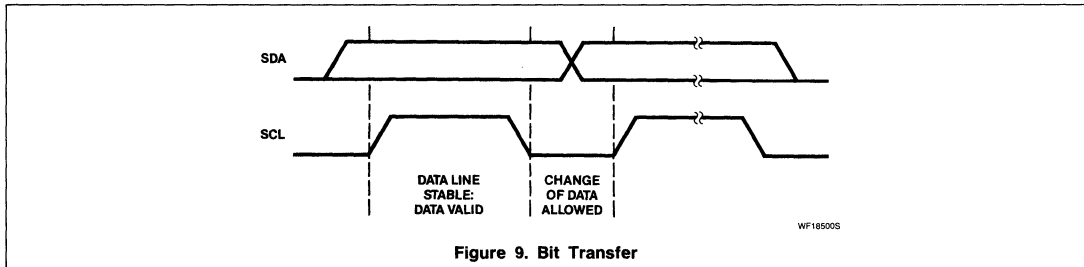 SDA
SCL
DATA LINE
STABLE:
DATA VALID
CHANGE
OF DATA
ALLOWED
WF18500S
Figure 9. Bit Transfer